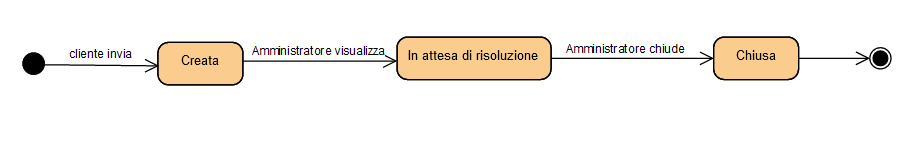 cliente invia
Creata
Amministratore visualizza
In attesa di risoluzione
Amministratore chiude
Chiusa